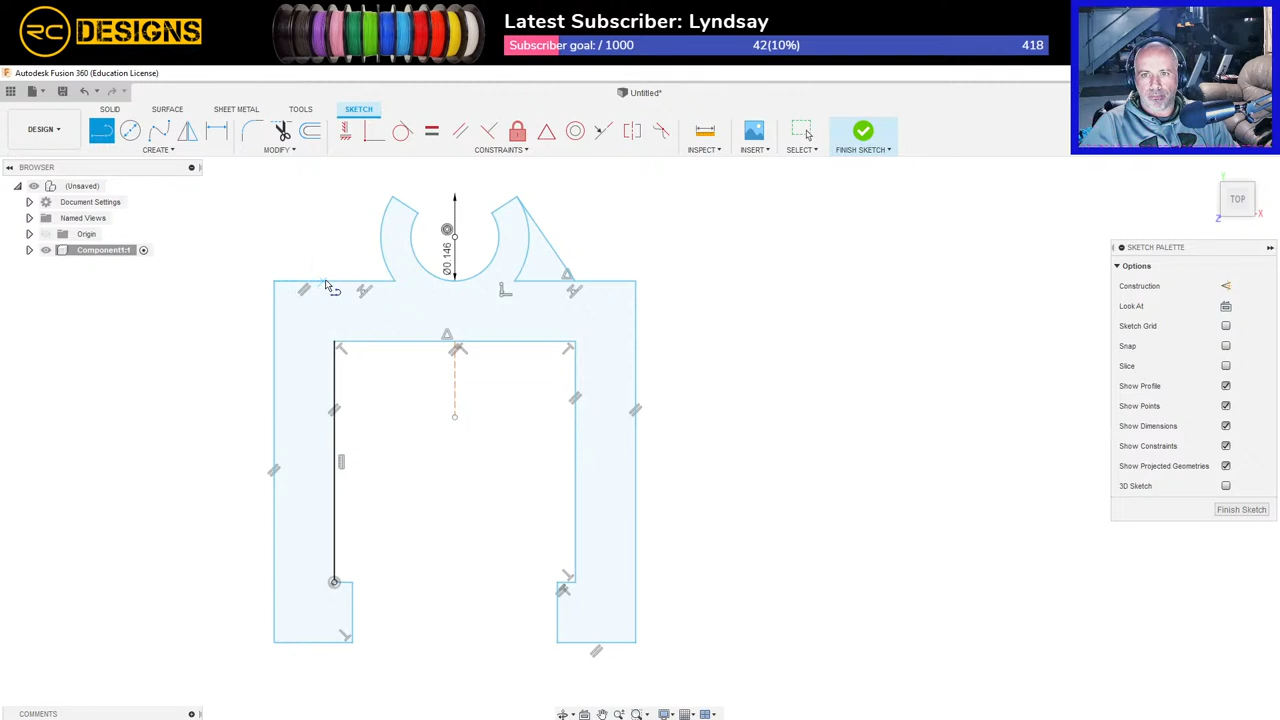 RC DESIGNS
Latest Subscriber: Lyndsay
Subscriber goal: / 1000
42(10%)
418
Autodesk Fusion 360 (Education License)
Untitled*
SOLID
SURFACE
SHEET METAL
TOOLS
SKETCH
DESIGN
CREATE
MODIFY
CONSTRAINTS
INSPECT
INSERT
SELECT
FINISH SKETCH
BROWSER
(Unsaved)
Document Settings
Named Views
Origin
Component1:1
Ø0.146
Y
TOP
X
Z
SKETCH PALETTE
Options
Construction
Look At
Sketch Grid
Snap
Slice
Show Profile
Show Points
Show Dimensions
Show Constraints
Show Projected Geometries
3D Sketch
Finish Sketch
COMMENTS